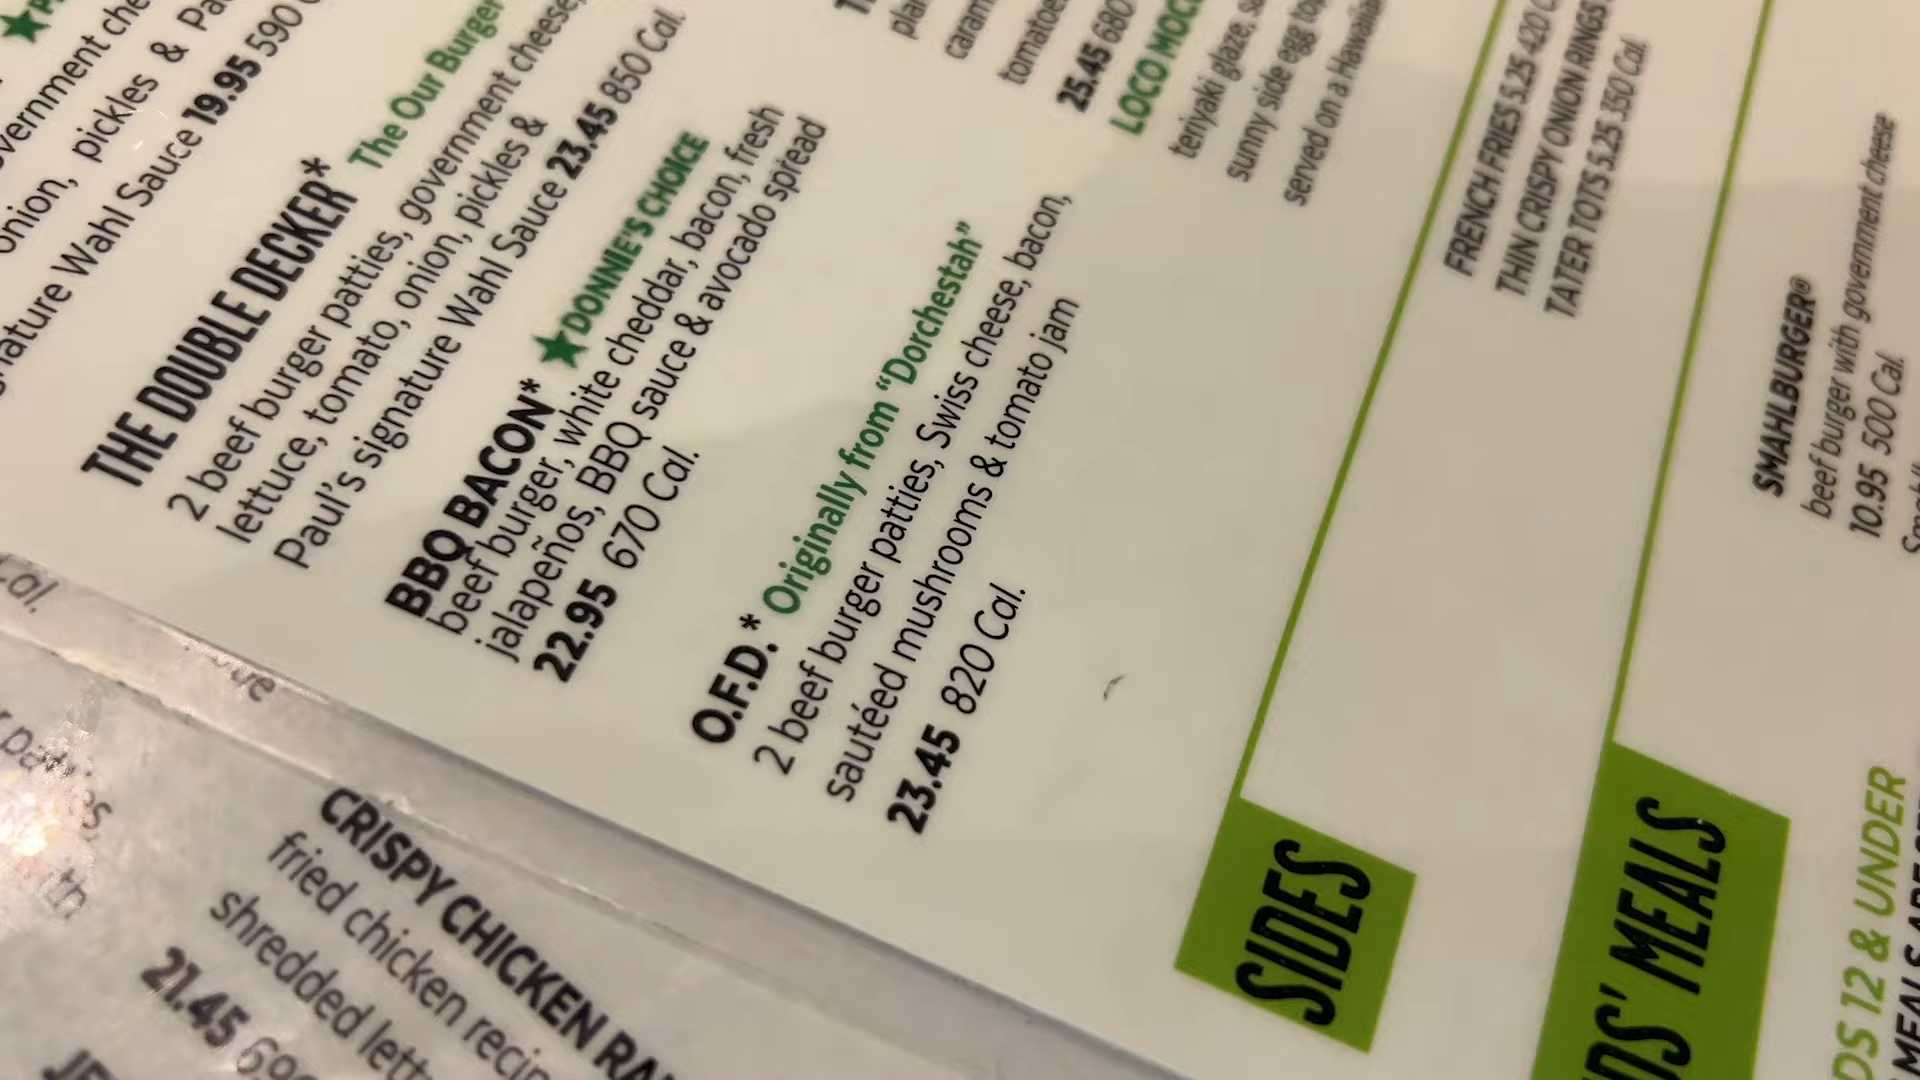 onion, pickles &
nature Wahl Sauce 19.95 590
THE DOUBLE DECKER* The Our Burger
2 beef burger patties, government cheese,
lettuce, tomato, onion, pickles &
Paul's signature Wahl Sauce 23.45 850 Cal.
BBQ BACON* ★DONNIE'S CHOICE
beef burger, white cheddar, bacon, fresh
jalapeños, BBQ sauce & avocado spread
22.95 670 Cal.
O.F.D.* Originally from "Dorchestah"
2 beef burger patties, Swiss cheese, bacon,
sautéed mushrooms & tomato jam
23.45 820 Cal.
25.45 680
LOCO MOCO
teriyaki glaze,
sunny side egg
served on a Hawaiian
SIDES
FRENCH FRIES 5.25 420
THIN CRISPY ONION RINGS
TATER TOTS 5.25 350 Cal.
MEALS
12 & UNDER
SMAHLBURGER®
beef burger with government cheese
10.95 500 Cal.
Cal.
CRISPY CHICKEN
fried chicken
shredded
21.45